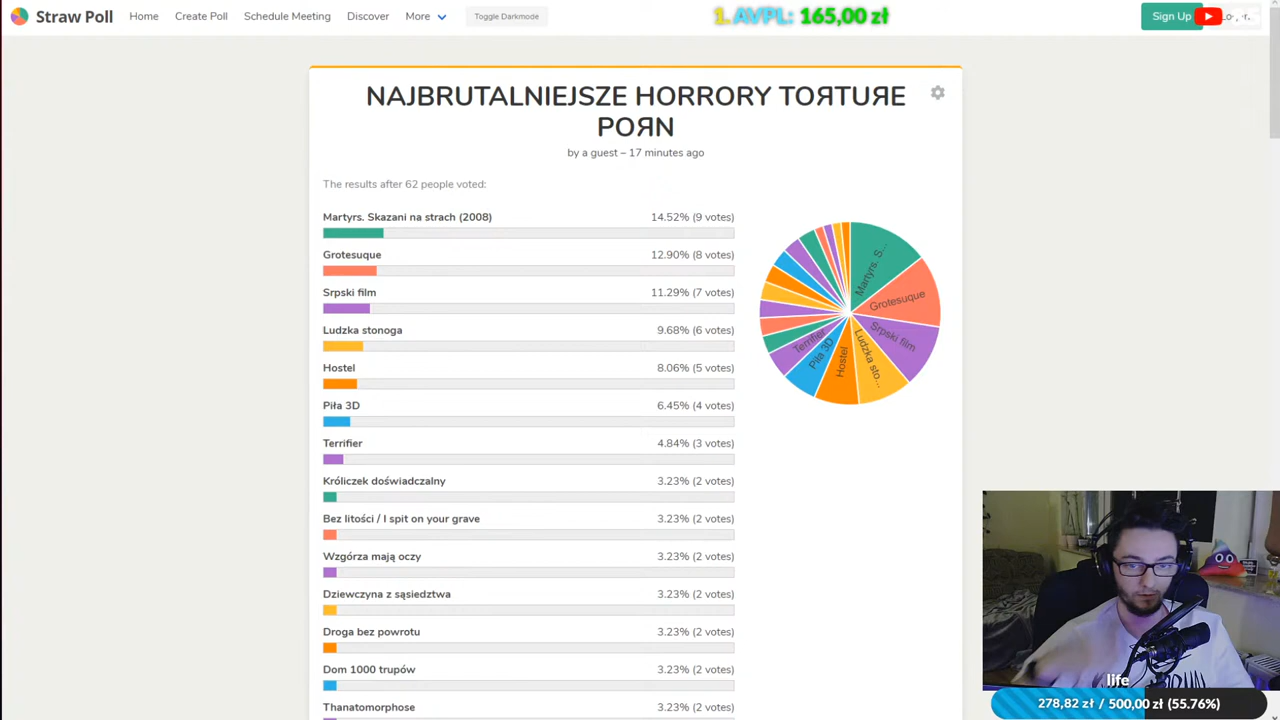 Straw Poll
Home
Create Poll
Schedule Meeting
Discover
More
Toggle Darkmode
1. AVPL: 165,00 zł
Sign Up
NAJBRUTALNIEJSZE HORRORY TOЯTUЯE
POЯN
by a guest – 17 minutes ago
The results after 62 people voted:
Martyrs. Skazani na strach (2008) 14.52% (9 votes)
Grotesuque 12.90% (8 votes)
Srpski film 11.29% (7 votes)
Ludzka stonoga 9.68% (6 votes)
Hostel 8.06% (5 votes)
Piła 3D 6.45% (4 votes)
Terrifier 4.84% (3 votes)
Króliczek doświadczalny 3.23% (2 votes)
Bez litości / I spit on your grave 3.23% (2 votes)
Wzgórza mają oczy 3.23% (2 votes)
Dziewczyna z sąsiedztwa 3.23% (2 votes)
Droga bez powrotu 3.23% (2 votes)
Dom 1000 trupów 3.23% (2 votes)
Thanatomorphose 3.23% (2 votes)
Martyrs. S...
Grotesuque
Srpski film
Ludzka sto...
Hostel
Piła 3D
Terrifier
life
278,82 zł / 500,00 zł (55.76%)